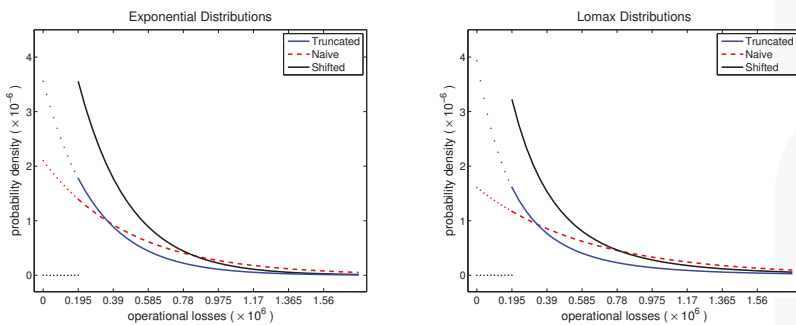 Exponential Distributions
probability density ( × 10⁻⁶ )
4
3
2
1
0
Truncated
Naive
Shifted
0 0.195 0.39 0.585 0.78 0.975 1.17 1.365 1.56
operational losses ( × 10⁶ )
Lomax Distributions
probability density ( × 10⁻⁶ )
4
3
2
1
0
Truncated
Naive
Shifted
0 0.195 0.39 0.585 0.78 0.975 1.17 1.365 1.56
operational losses ( × 10⁶ )